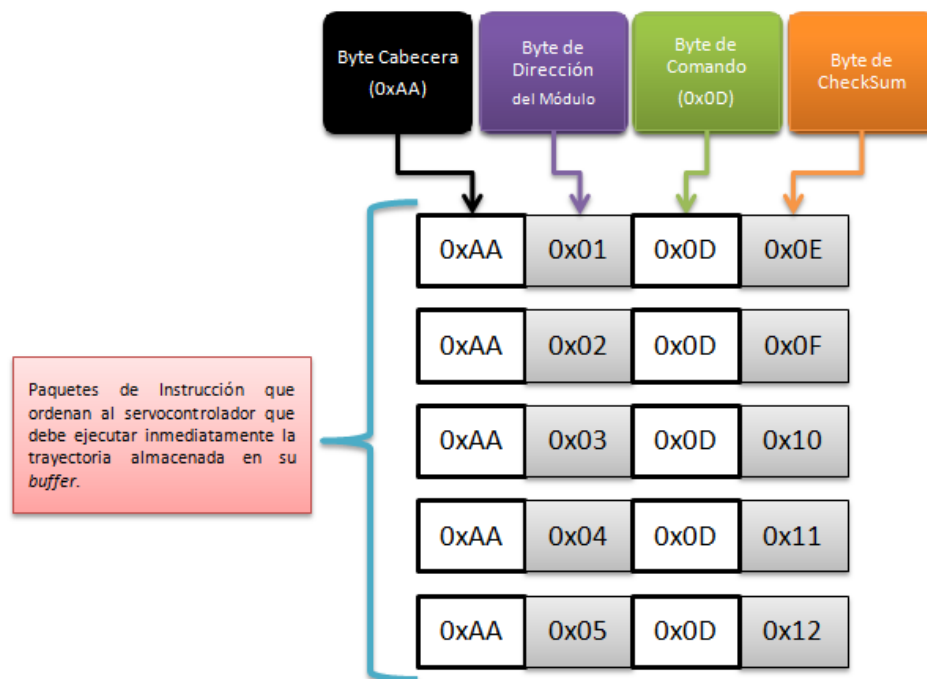 Byte Cabecera
(0xAA)
Byte de
Dirección
del Módulo
Byte de
Comando
(0x0D)
Byte de
CheckSum
0xAA 0x01 0x0D 0x0E
0xAA 0x02 0x0D 0x0F
Paquetes de Instrucción que
ordenan al servocontrolador que
debe ejecutar inmediatamente la
trayectoria almacenada en su
buffer.
0xAA 0x03 0x0D 0x10
0xAA 0x04 0x0D 0x11
0xAA 0x05 0x0D 0x12